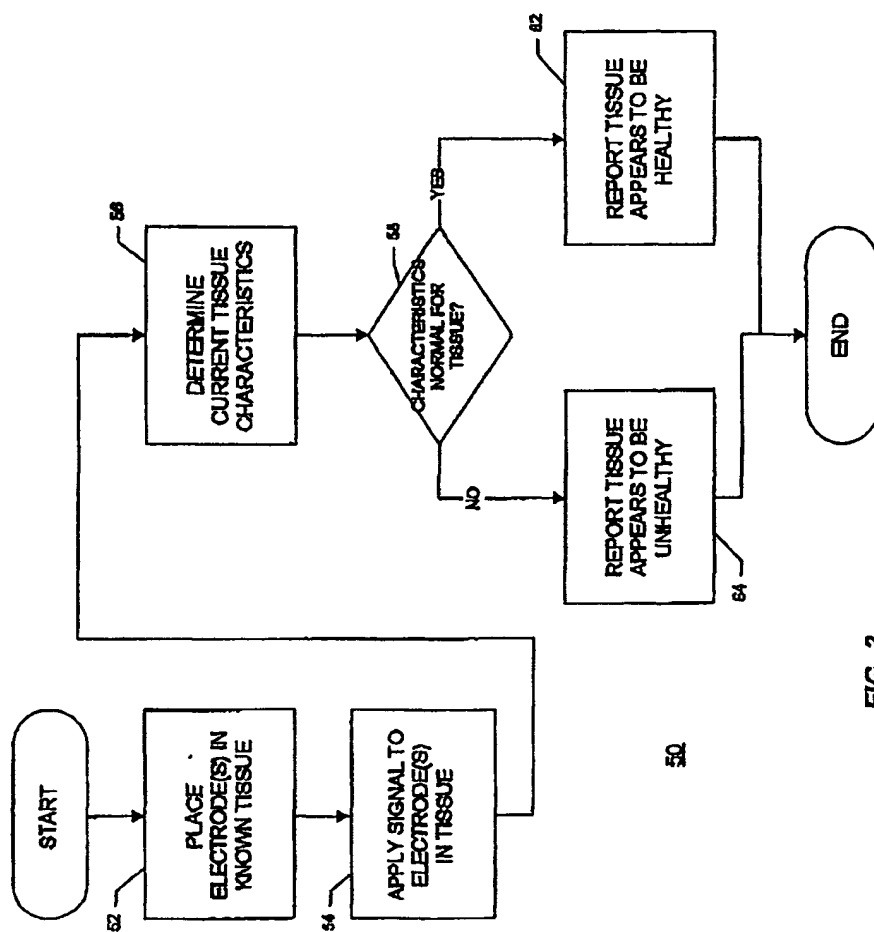 START
52
PLACE
ELECTRODE(S) IN
KNOWN TISSUE
54
APPLY SIGNAL TO
ELECTRODE(S)
IN TISSUE
56
DETERMINE
CURRENT TISSUE
CHARACTERISTICS
CHARACTERISTICS
NORMAL FOR
TISSUE?
NO
YES
REPORT TISSUE
APPEARS TO BE
UNHEALTHY
64
62
REPORT TISSUE
APPEARS TO BE
HEALTHY
END
50
FIG.